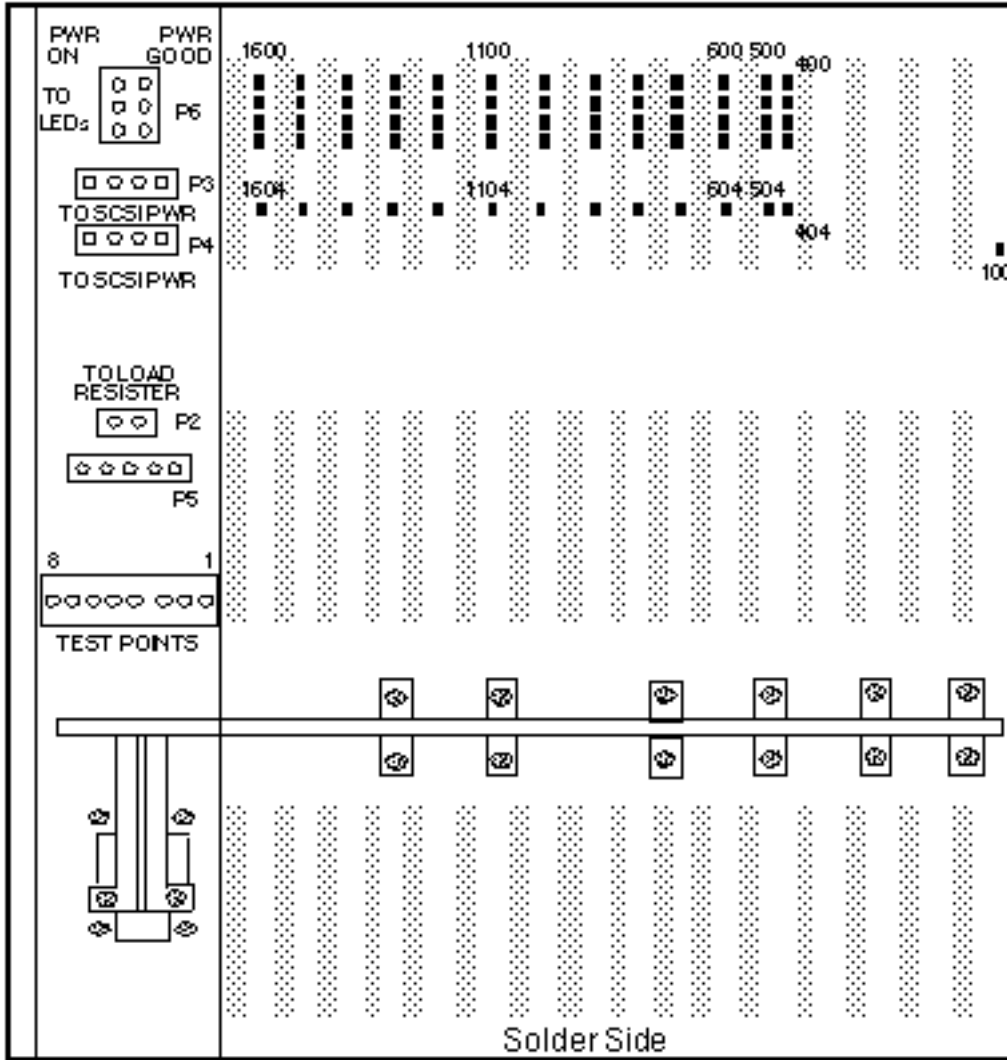 PWR PWR
ON GOOD
TO
LEDs
P6
P3
TO SCSI PWR
P4
TO SCSI PWR
TO LOAD
RESISTER
P2
P5
8 1
TEST POINTS
1600 1100 600 500
400
1604 1104 604 504
404
100
Solder Side